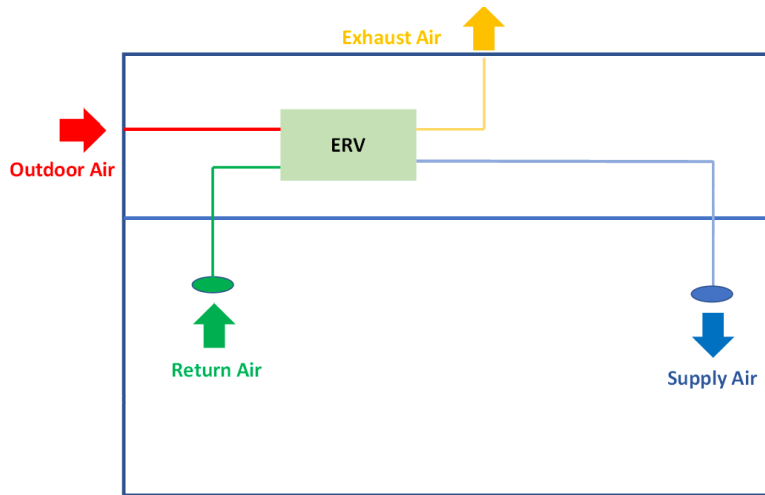 Exhaust Air
ERV
Outdoor Air
Return Air
Supply Air